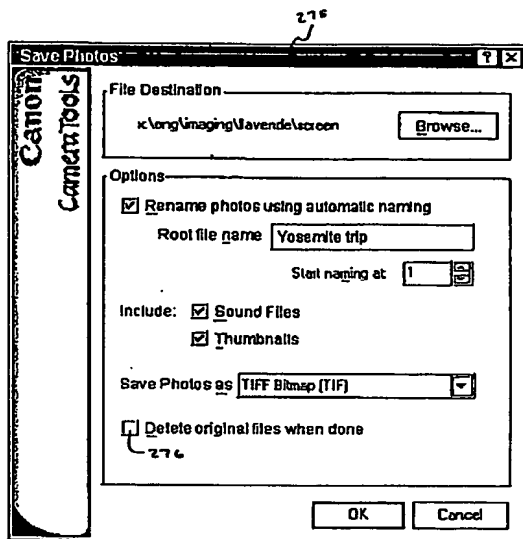 275
Save Photos
Canon
CameraTools
File Destination
x:\ong\imaging\lavende\screen
Browse...
Options
Rename photos using automatic naming
Root file name Yosemite trip
Start naming at 1
Include: Sound Files
Thumbnails
Save Photos as TIFF Bitmap (TIF)
Delete original files when done
276
OK Cancel